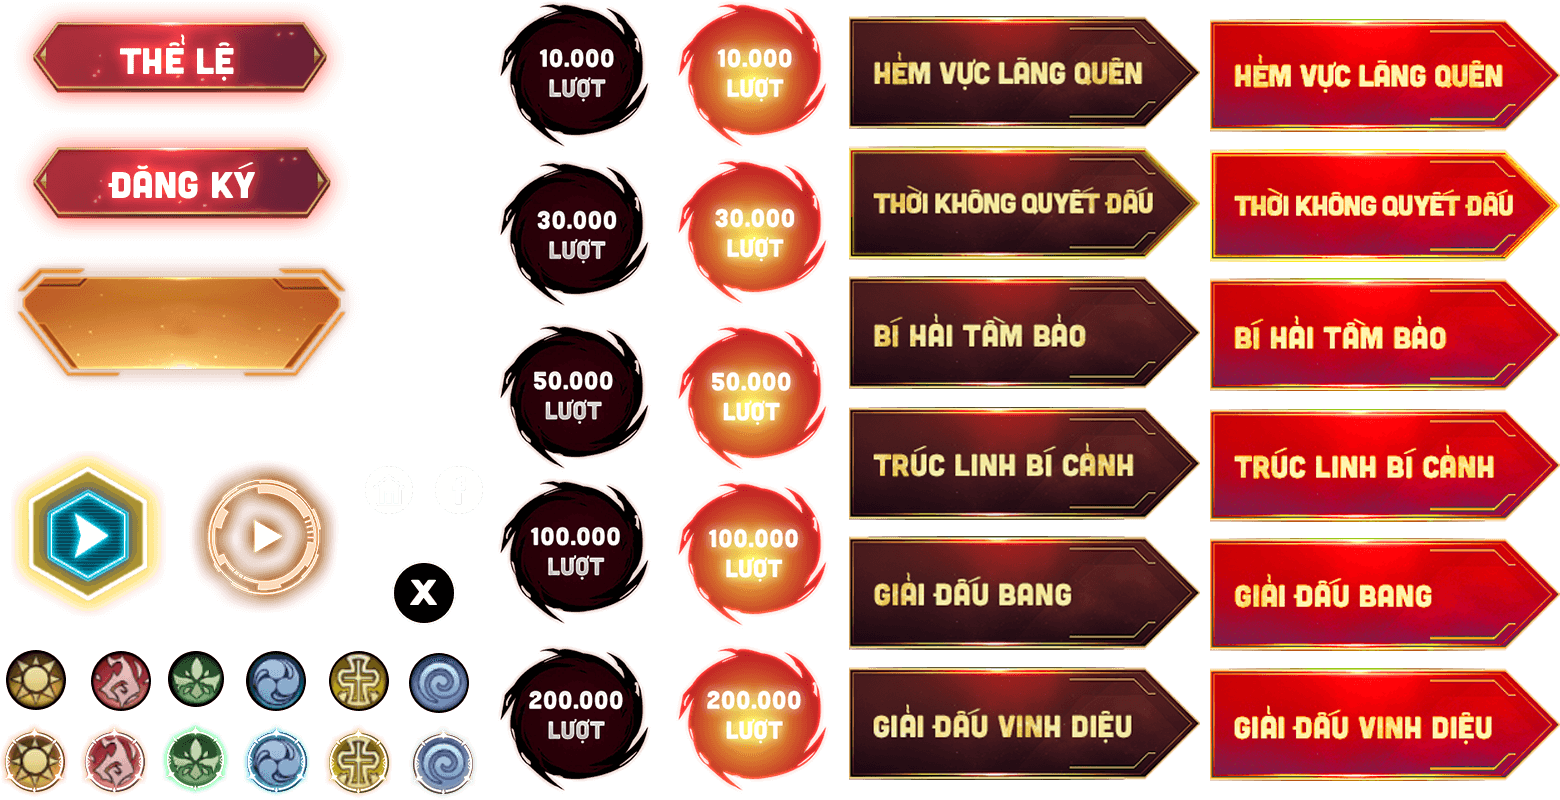 THỂ LỆ
ĐĂNG KÝ
X
10.000
LƯỢT
30.000
LƯỢT
50.000
LƯỢT
100.000
LƯỢT
200.000
LƯỢT
10.000
LƯỢT
30.000
LƯỢT
50.000
LƯỢT
100.000
LƯỢT
200.000
LƯỢT
HẺM VỰC LÃNG QUÊN
THỜI KHÔNG QUYẾT ĐẤU
BÍ HẢI TẦM BẢO
TRÚC LINH BÍ CẢNH
GIẢI ĐẤU BANG
GIẢI ĐẤU VINH DIỆU
HẺM VỰC LÃNG QUÊN
THỜI KHÔNG QUYẾT ĐẤU
BÍ HẢI TẦM BẢO
TRÚC LINH BÍ CẢNH
GIẢI ĐẤU BANG
GIẢI ĐẤU VINH DIỆU